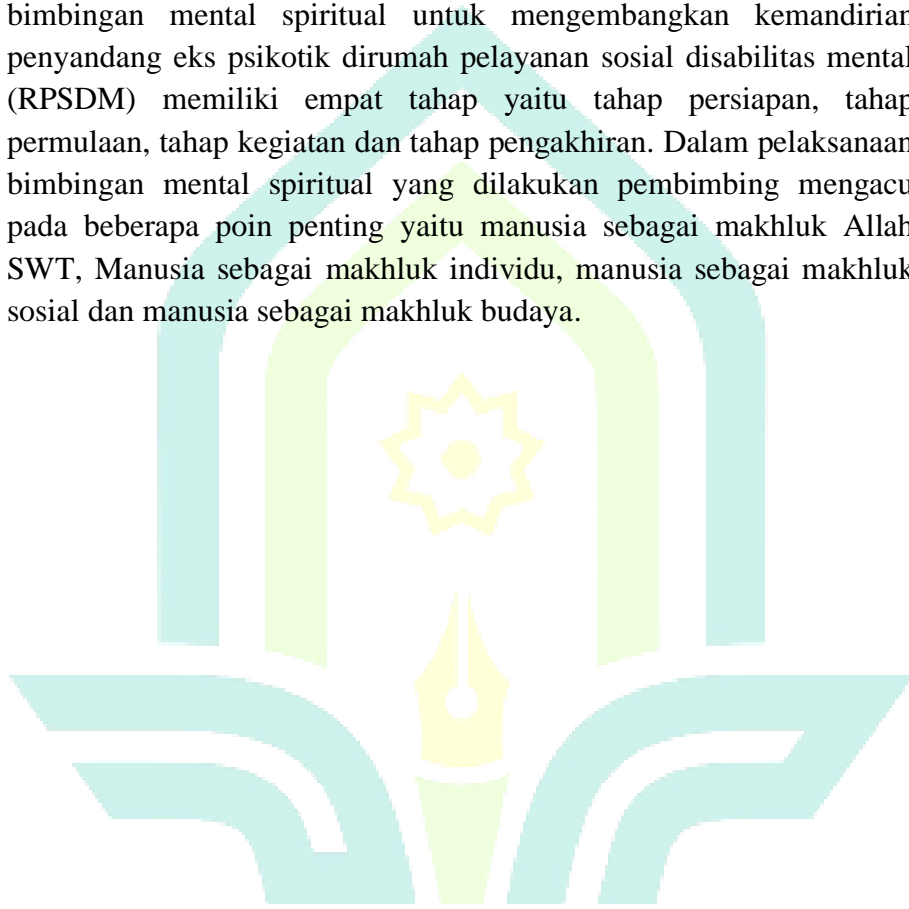 bimbingan mental spiritual untuk mengembangkan kemandirian
penyandang eks psikotik dirumah pelayanan sosial disabilitas mental
(RPSDM) memiliki empat tahap yaitu tahap persiapan, tahap
permulaan, tahap kegiatan dan tahap pengakhiran. Dalam pelaksanaan
bimbingan mental spiritual yang dilakukan pembimbing mengacu
pada beberapa poin penting yaitu manusia sebagai makhluk Allah
SWT, Manusia sebagai makhluk individu, manusia sebagai makhluk
sosial dan manusia sebagai makhluk budaya.